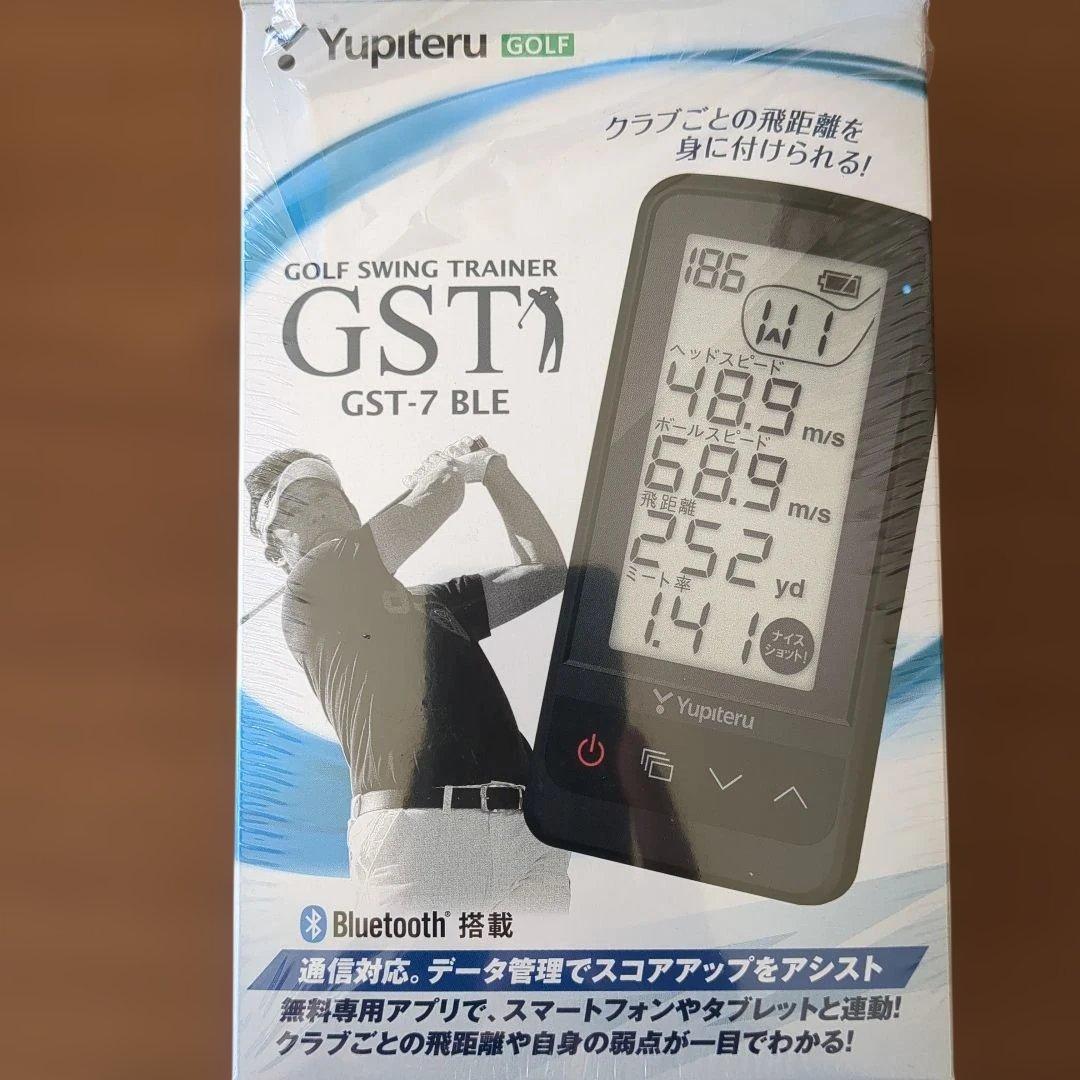 Yupiteru GOLF
クラブごとの飛距離を
身に付けられる!
GOLF SWING TRAINER
GST
GST-7 BLE
186
W1
ヘッドスピード
48.9 m/s
ボールスピード
68.9 m/s
飛距離
252 yd
ミート率
1.41
ナイス
ショット!
Yupiteru
Bluetooth® 搭載
通信対応。データ管理でスコアアップをアシスト
無料専用アプリで、スマートフォンやタブレットと連動!
クラブごとの飛距離や自身の弱点が一目でわかる!